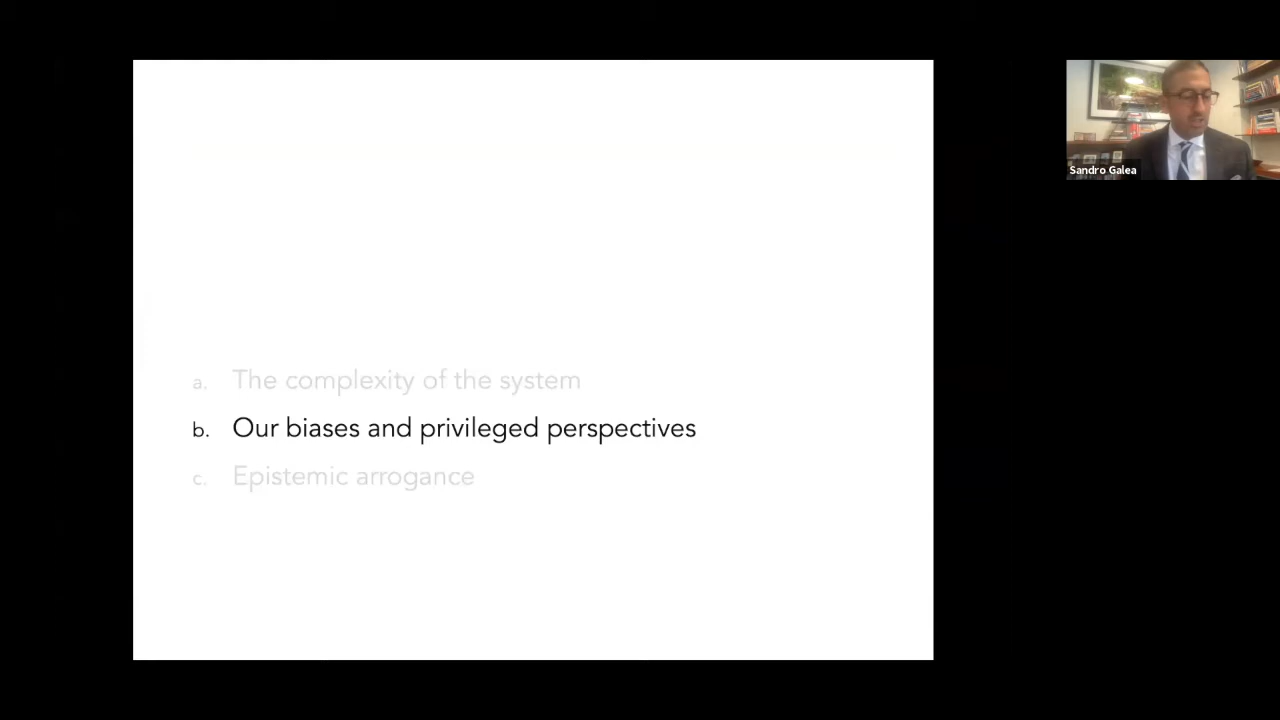 Sandro Galea
a. The complexity of the system
b. Our biases and privileged perspectives
c. Epistemic arrogance